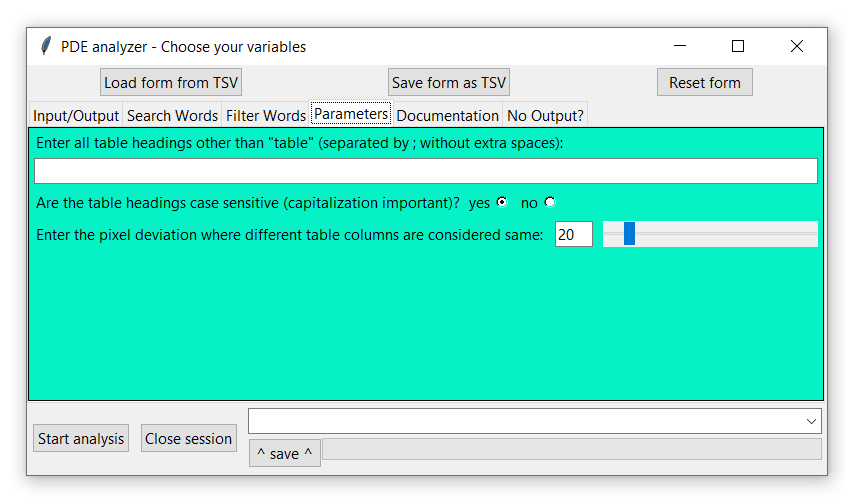 PDE analyzer - Choose your variables
Load form from TSV Save form as TSV Reset form
Input/Output Search Words Filter Words Parameters Documentation No Output?
Enter all table headings other than "table" (separated by ; without extra spaces):
Are the table headings case sensitive (capitalization important)? yes no
Enter the pixel deviation where different table columns are considered same: 20
Start analysis Close session
^ save ^